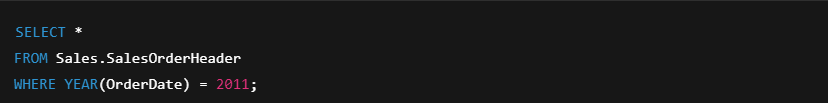 SELECT *
FROM Sales.SalesOrderHeader
WHERE YEAR(OrderDate) = 2011;